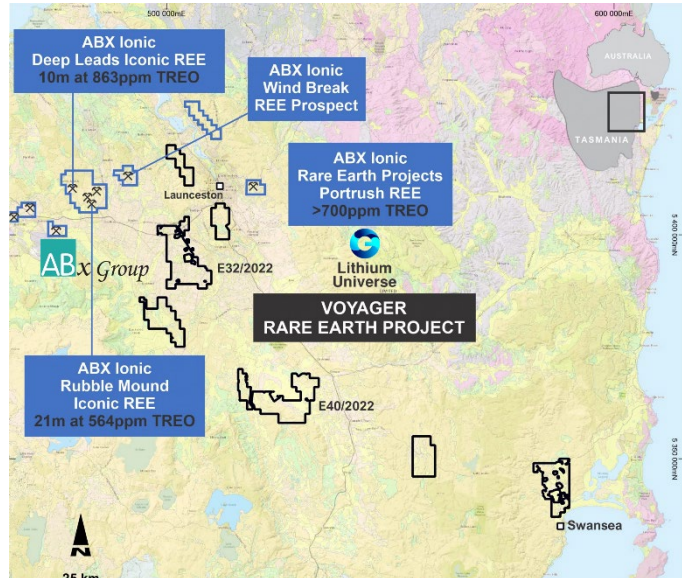 500 000mE
600 000mE
ABX Ionic
Deep Leads Iconic REE
10m at 863ppm TREO
ABX Ionic
Wind Break
REE Prospect
AUSTRALIA
TASMANIA
ABX Ionic
Rare Earth Projects
Portrush REE
>700ppm TREO
Launceston
5 400 000mN
ABx Group
E32/2022
Lithium
Universe
VOYAGER
RARE EARTH PROJECT
ABX Ionic
Rubble Mound
Iconic REE
21m at 564ppm TREO
E40/2022
5 350 000mN
Swansea
N
25 km